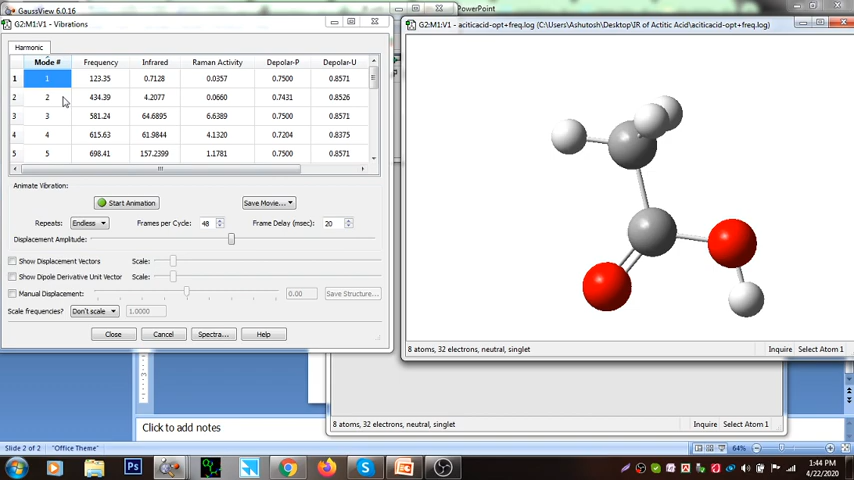 GaussView 6.0.16
PowerPoint
G2:M1:V1 - Vibrations
Harmonic
Mode # Frequency Infrared Raman Activity Depolar-P Depolar-U
1 1 123.35 0.7128 0.0357 0.7500 0.8571
2 2 434.39 4.2077 0.0660 0.7431 0.8526
3 3 581.24 64.6895 6.6389 0.7500 0.8571
4 4 615.63 61.9844 4.1320 0.7204 0.8375
5 5 698.41 157.2399 1.1781 0.7500 0.8571
Animate Vibration:
Start Animation Save Movie...
Repeats: Endless Frames per Cycle: 48 Frame Delay (msec): 20
Displacement Amplitude:
Show Displacement Vectors Scale:
Show Dipole Derivative Unit Vector Scale:
Manual Displacement: 0.00 Save Structure...
Scale frequencies? Don't scale 1.0000
Close Cancel Spectra... Help
G2:M1:V1 - aciticacid-opt+freq.log (C:\Users\Ashutosh\Desktop\IR of Actitic Acid\aciticacid-opt+freq.log)
8 atoms, 32 electrons, neutral, singlet Inquire Select Atom 1
8 atoms, 32 electrons, neutral, singlet Inquire Select Atom 1
Click to add notes
Slide 2 of 2 "Office Theme" 64%
Ps
1:44 PM
4/22/2020